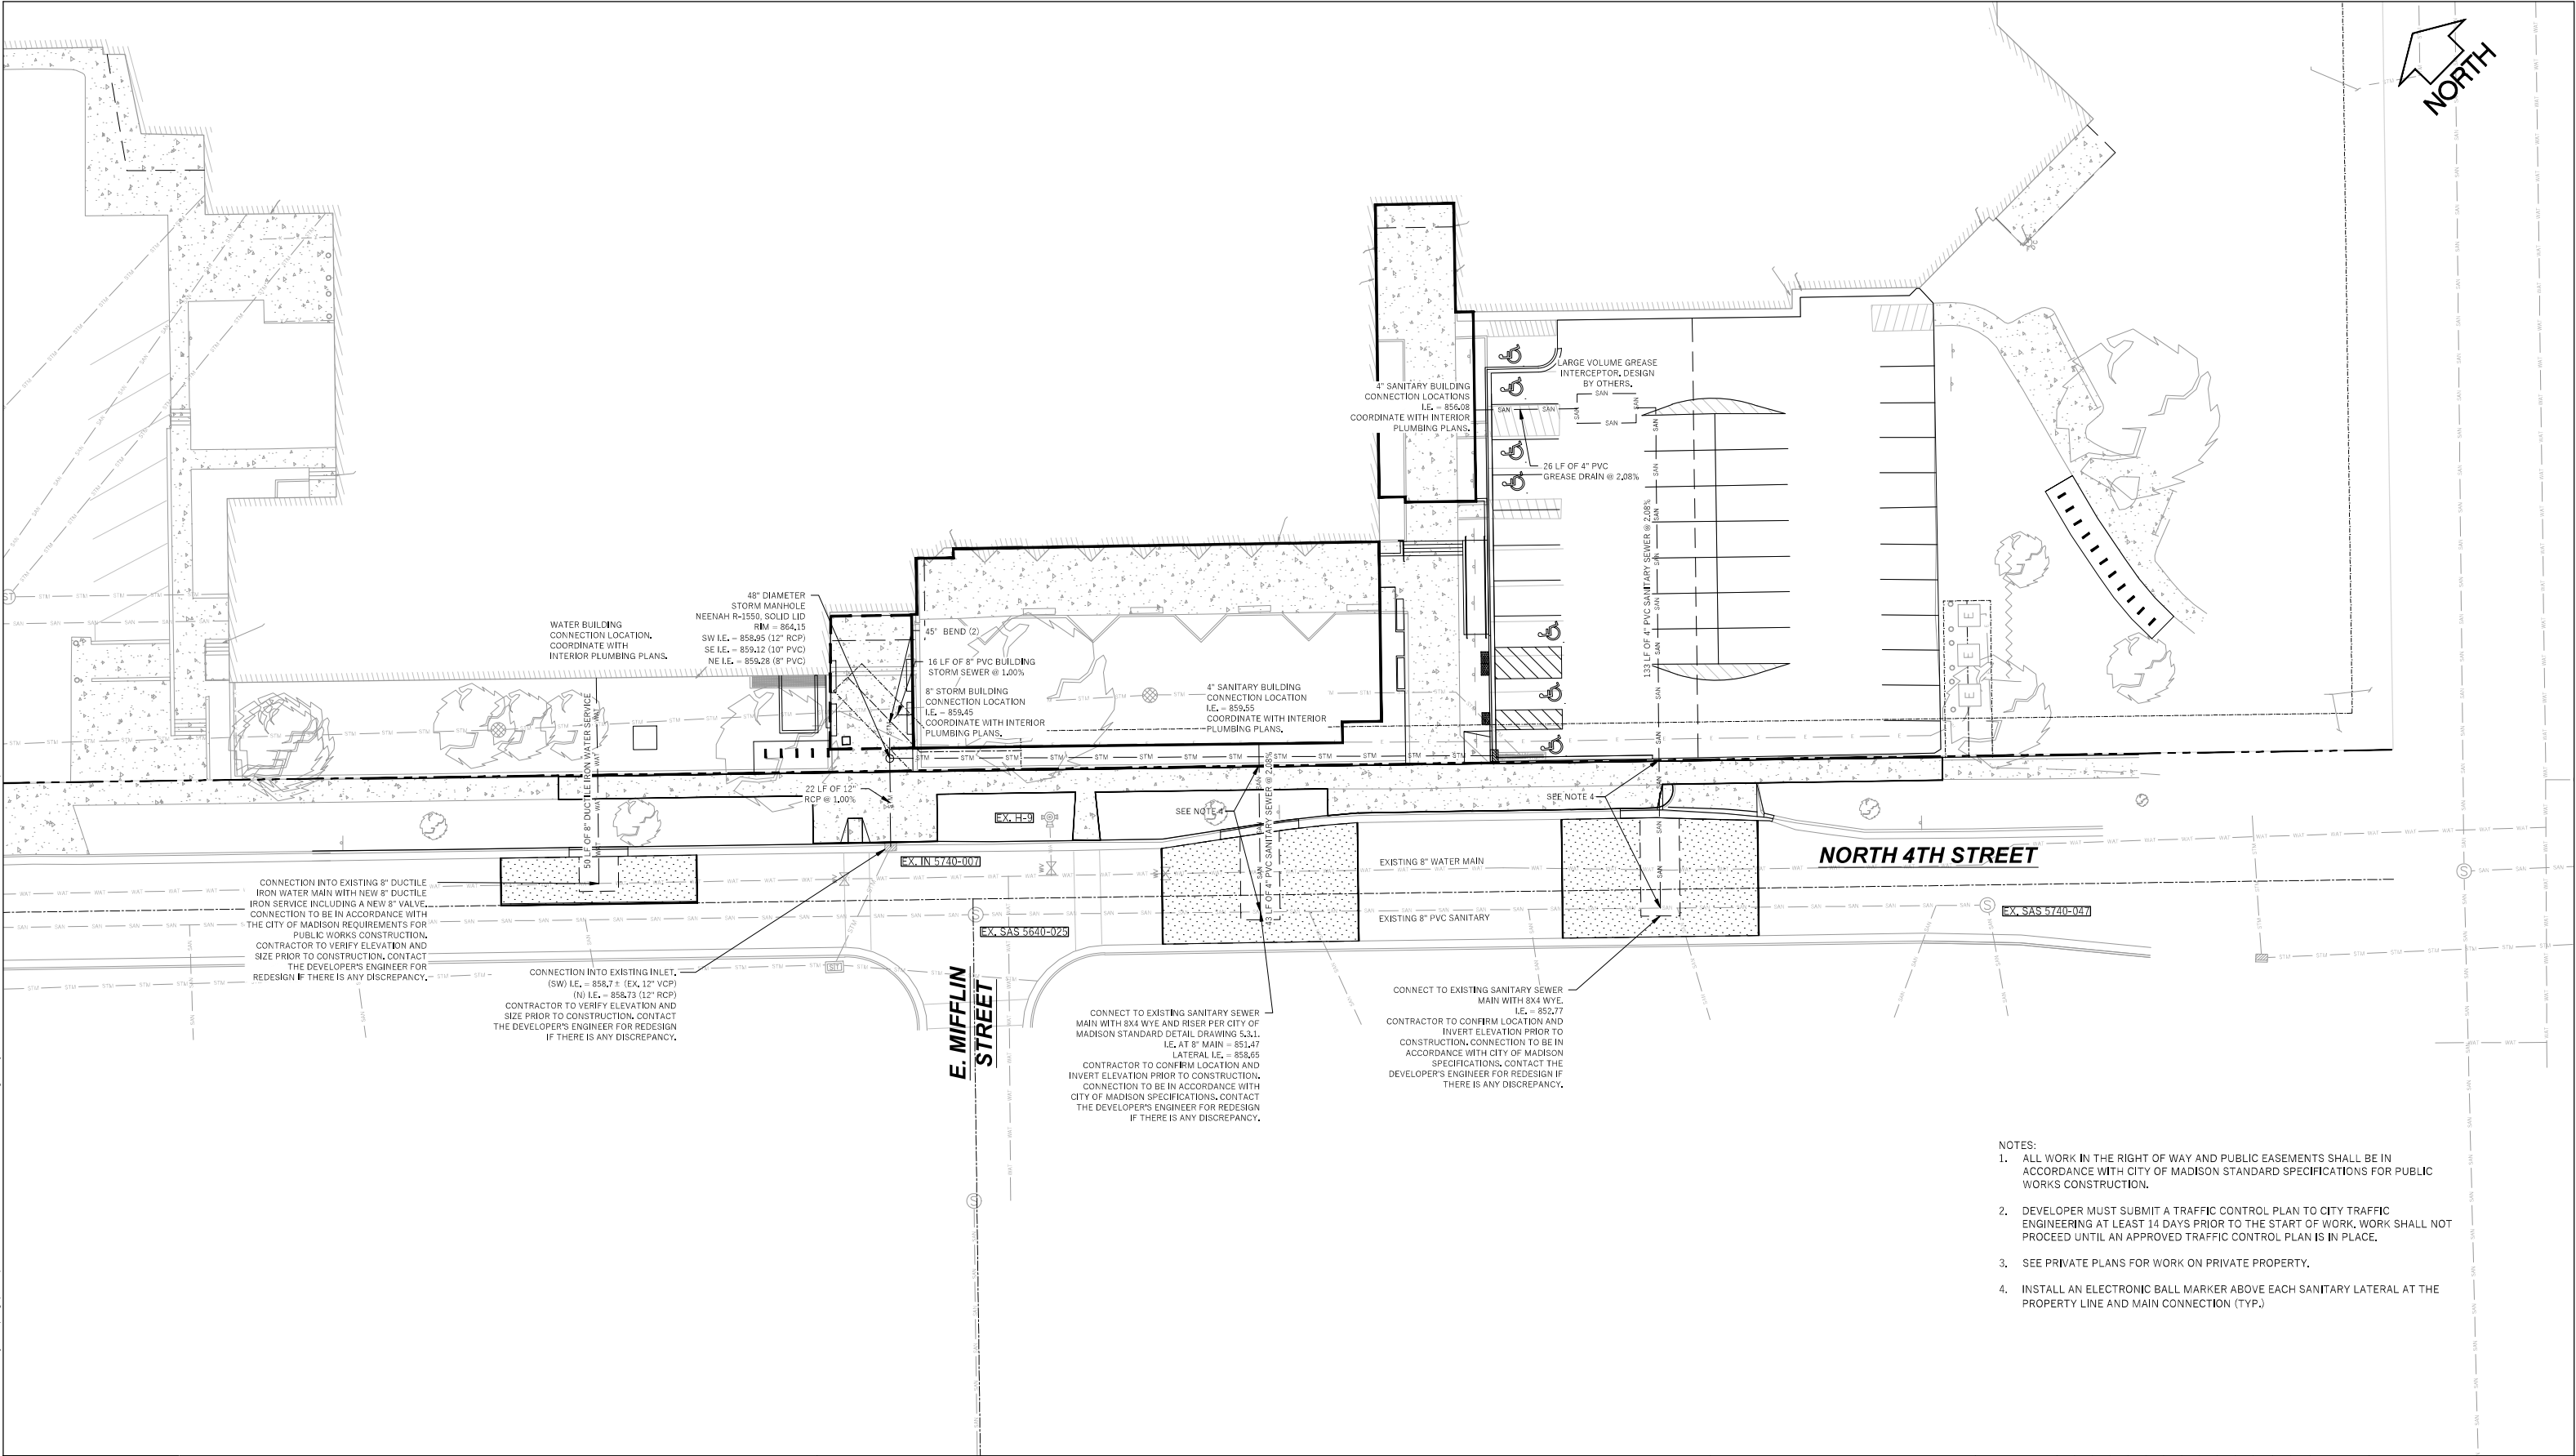 NORTH
4" SANITARY BUILDING
CONNECTION LOCATIONS
I.E. = 856.08
COORDINATE WITH INTERIOR
PLUMBING PLANS.
LARGE VOLUME GREASE
INTERCEPTOR. DESIGN
BY OTHERS.
26 LF OF 4" PVC
GREASE DRAIN @ 2.08%
133 LF OF 4" PVC SANITARY SEWER @ 2.08%
48" DIAMETER
STORM MANHOLE
NEENAH R-1550, SOLID LID
RIM = 864.15
SW I.E. = 858.95 (12" RCP)
SE I.E. = 859.12 (10" PVC)
NE I.E. = 859.28 (8" PVC)
WATER BUILDING
CONNECTION LOCATION.
COORDINATE WITH
INTERIOR PLUMBING PLANS.
45° BEND (2)
16 LF OF 8" PVC BUILDING
STORM SEWER @ 1.00%
8" STORM BUILDING
CONNECTION LOCATION
I.E. = 859.45
COORDINATE WITH INTERIOR
PLUMBING PLANS.
4" SANITARY BUILDING
CONNECTION LOCATION
I.E. = 859.55
COORDINATE WITH INTERIOR
PLUMBING PLANS.
50 LF OF 8" DUCTILE IRON WATER SERVICE
22 LF OF 12"
RCP @ 1.00%
EX. H-9
SEE NOTE 4
43 LF OF 4" PVC SANITARY SEWER @ 2.08%
SEE NOTE 4
EX. IN 5740-007
EXISTING 8" WATER MAIN
NORTH 4TH STREET
EXISTING 8" PVC SANITARY
EX. SAS 5740-047
EX. SAS 5640-025
E. MIFFLIN
STREET
CONNECTION INTO EXISTING 8" DUCTILE
IRON WATER MAIN WITH NEW 8" DUCTILE
IRON SERVICE INCLUDING A NEW 8" VALVE.
CONNECTION TO BE IN ACCORDANCE WITH
THE CITY OF MADISON REQUIREMENTS FOR
PUBLIC WORKS CONSTRUCTION.
CONTRACTOR TO VERIFY ELEVATION AND
SIZE PRIOR TO CONSTRUCTION. CONTACT
THE DEVELOPER'S ENGINEER FOR
REDESIGN IF THERE IS ANY DISCREPANCY.
CONNECTION INTO EXISTING INLET.
(SW) I.E. = 858.7± (EX. 12" VCP)
(N) I.E. = 858.73 (12" RCP)
CONTRACTOR TO VERIFY ELEVATION AND
SIZE PRIOR TO CONSTRUCTION. CONTACT
THE DEVELOPER'S ENGINEER FOR REDESIGN
IF THERE IS ANY DISCREPANCY.
CONNECT TO EXISTING SANITARY SEWER
MAIN WITH 8X4 WYE AND RISER PER CITY OF
MADISON STANDARD DETAIL DRAWING 5.3.1.
I.E. AT 8" MAIN = 851.47
LATERAL I.E. = 858.65
CONTRACTOR TO CONFIRM LOCATION AND
INVERT ELEVATION PRIOR TO CONSTRUCTION.
CONNECTION TO BE IN ACCORDANCE WITH
CITY OF MADISON SPECIFICATIONS. CONTACT
THE DEVELOPER'S ENGINEER FOR REDESIGN
IF THERE IS ANY DISCREPANCY.
CONNECT TO EXISTING SANITARY SEWER
MAIN WITH 8X4 WYE.
I.E. = 852.77
CONTRACTOR TO CONFIRM LOCATION AND
INVERT ELEVATION PRIOR TO
CONSTRUCTION. CONNECTION TO BE IN
ACCORDANCE WITH CITY OF MADISON
SPECIFICATIONS. CONTACT THE
DEVELOPER'S ENGINEER FOR REDESIGN IF
THERE IS ANY DISCREPANCY.
NOTES:
1. ALL WORK IN THE RIGHT OF WAY AND PUBLIC EASEMENTS SHALL BE IN
ACCORDANCE WITH CITY OF MADISON STANDARD SPECIFICATIONS FOR PUBLIC
WORKS CONSTRUCTION.
2. DEVELOPER MUST SUBMIT A TRAFFIC CONTROL PLAN TO CITY TRAFFIC
ENGINEERING AT LEAST 14 DAYS PRIOR TO THE START OF WORK. WORK SHALL NOT
PROCEED UNTIL AN APPROVED TRAFFIC CONTROL PLAN IS IN PLACE.
3. SEE PRIVATE PLANS FOR WORK ON PRIVATE PROPERTY.
4. INSTALL AN ELECTRONIC BALL MARKER ABOVE EACH SANITARY LATERAL AT THE
PROPERTY LINE AND MAIN CONNECTION (TYP.)